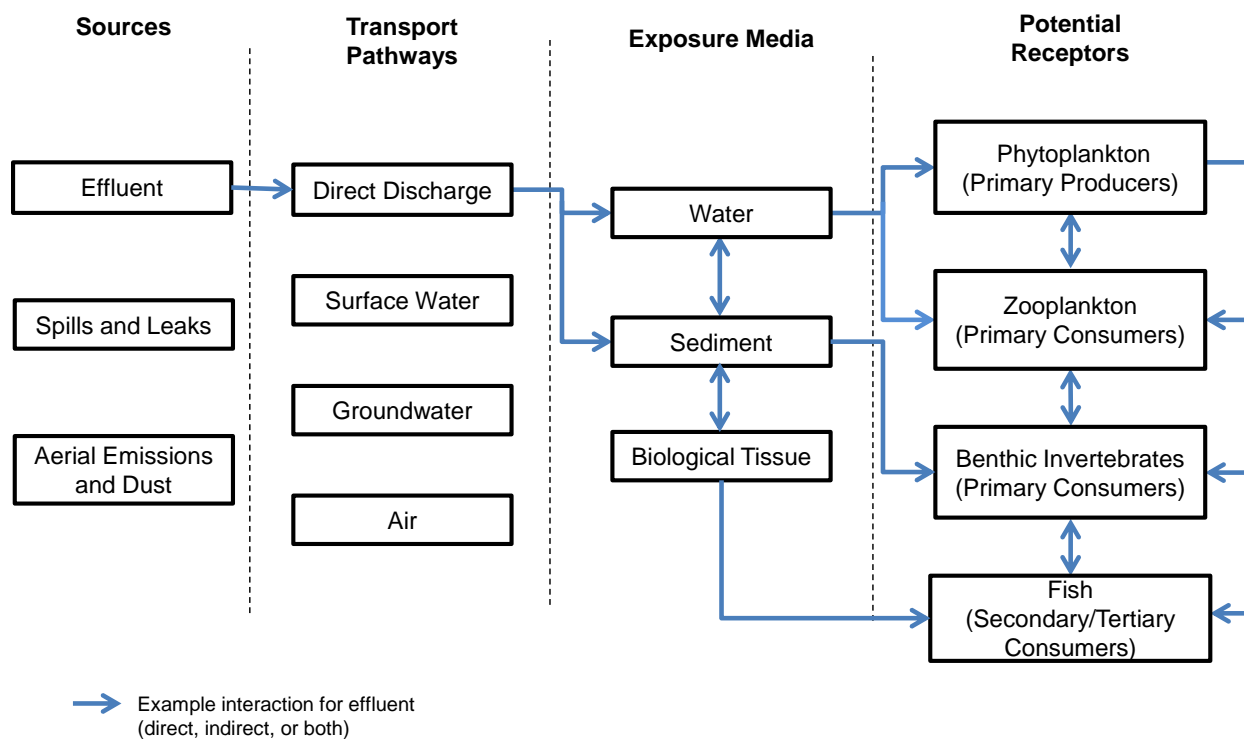 Sources
Transport
Pathways
Exposure Media
Potential
Receptors
Effluent
Spills and Leaks
Aerial Emissions
and Dust
Direct Discharge
Surface Water
Groundwater
Air
Water
Sediment
Biological Tissue
Phytoplankton
(Primary Producers)
Zooplankton
(Primary Consumers)
Benthic Invertebrates
(Primary Consumers)
Fish
(Secondary/Tertiary
Consumers)
Example interaction for effluent
(direct, indirect, or both)